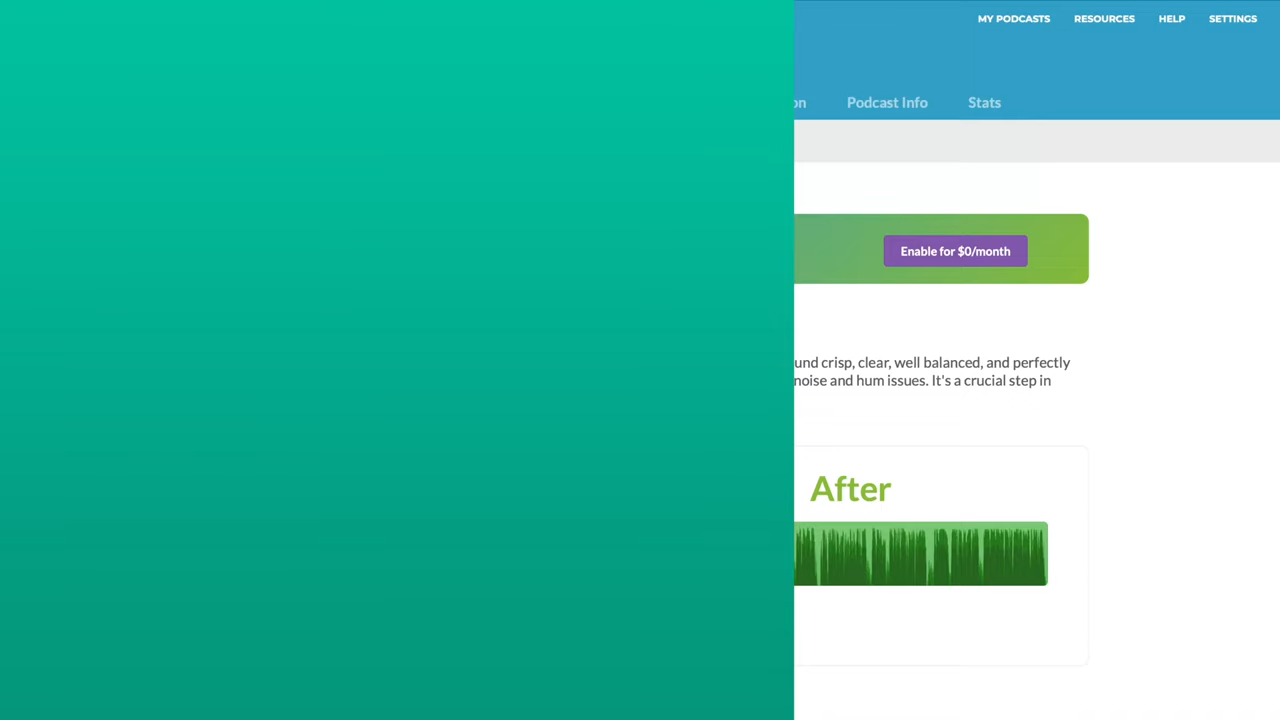 MY PODCASTS RESOURCES HELP SETTINGS
on Podcast Info Stats
Enable for $0/month
und crisp, clear, well balanced, and perfectly
noise and hum issues. It's a crucial step in
After